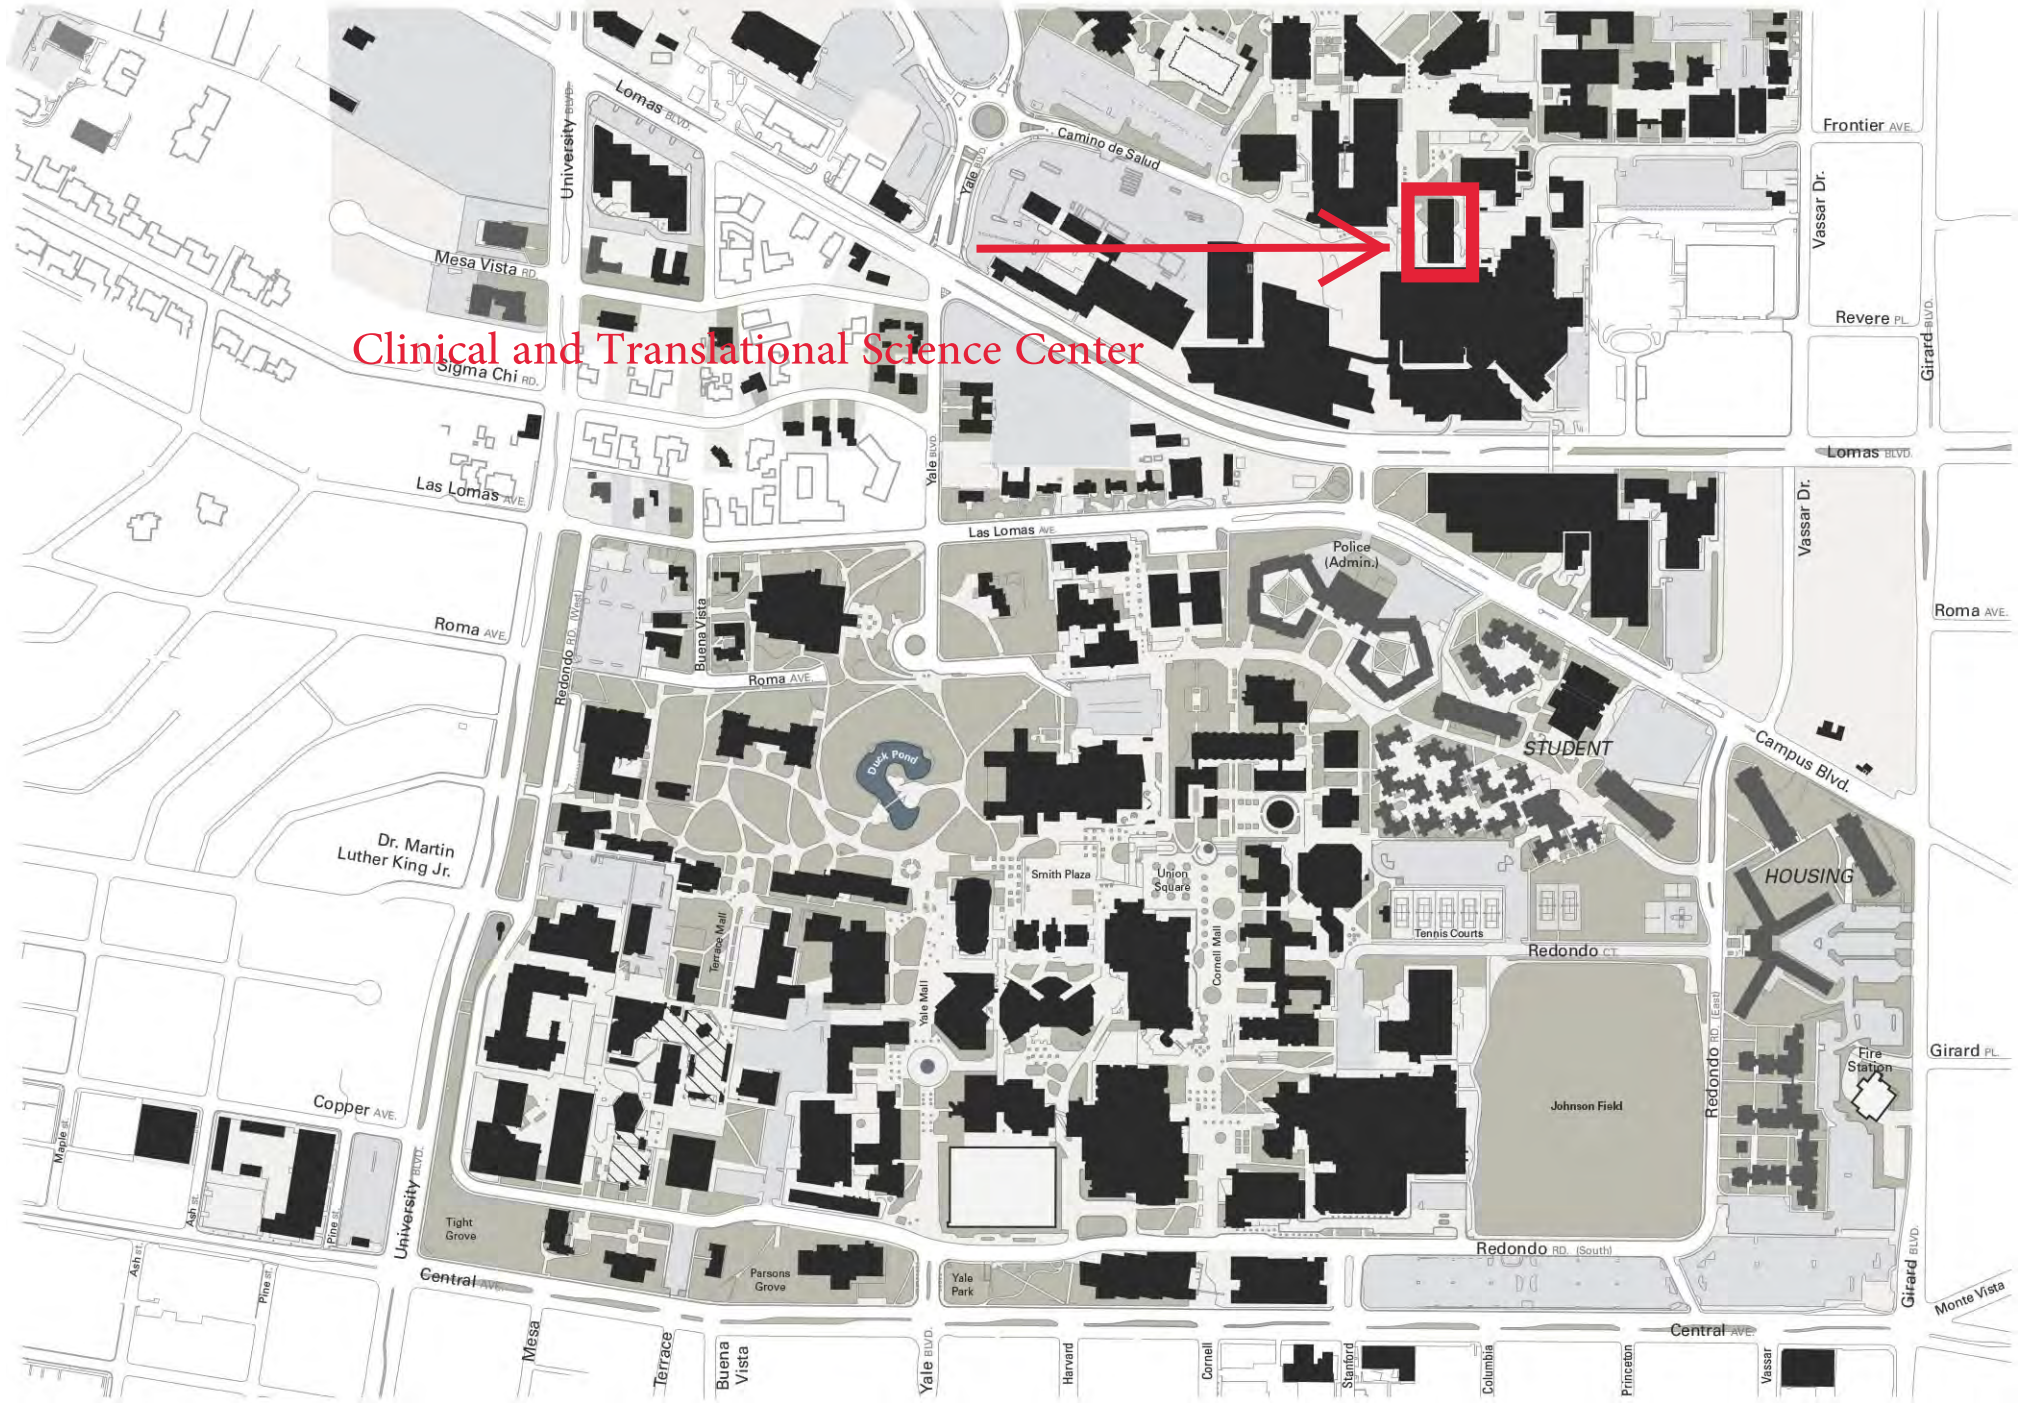 Lomas BLVD.
University BLVD.
Yale BLVD.
Camino de Salud
Frontier AVE.
Vassar Dr.
Mesa Vista RD.
Revere PL.
Girard BLVD.
Clinical and Translational Science Center
Sigma Chi RD.
Yale BLVD.
Lomas BLVD.
Las Lomas AVE.
Vassar Dr.
Las Lomas AVE.
Police
(Admin.)
Roma AVE.
Redondo RD. (West)
Buena Vista
Roma AVE.
Roma AVE.
Duck Pond
STUDENT
Campus Blvd.
Dr. Martin
Luther King Jr.
Smith Plaza
Union
Square
HOUSING
Terrace Mall
Cornell Mall
Tennis Courts
Redondo CT.
Yale Mall
Redondo RD. (East)
Girard PL.
Fire
Station
Copper AVE.
Johnson Field
Maple st.
Ash st.
Pine st.
University BLVD.
Tight
Grove
Redondo RD. (South)
Girard BLVD.
Ash st.
Pine st.
Central AVE.
Parsons
Grove
Yale
Park
Monte Vista
Central AVE.
Mesa
Terrace
Buena
Vista
Yale BLVD.
Harvard
Cornell
Stanford
Columbia
Princeton
Vassar